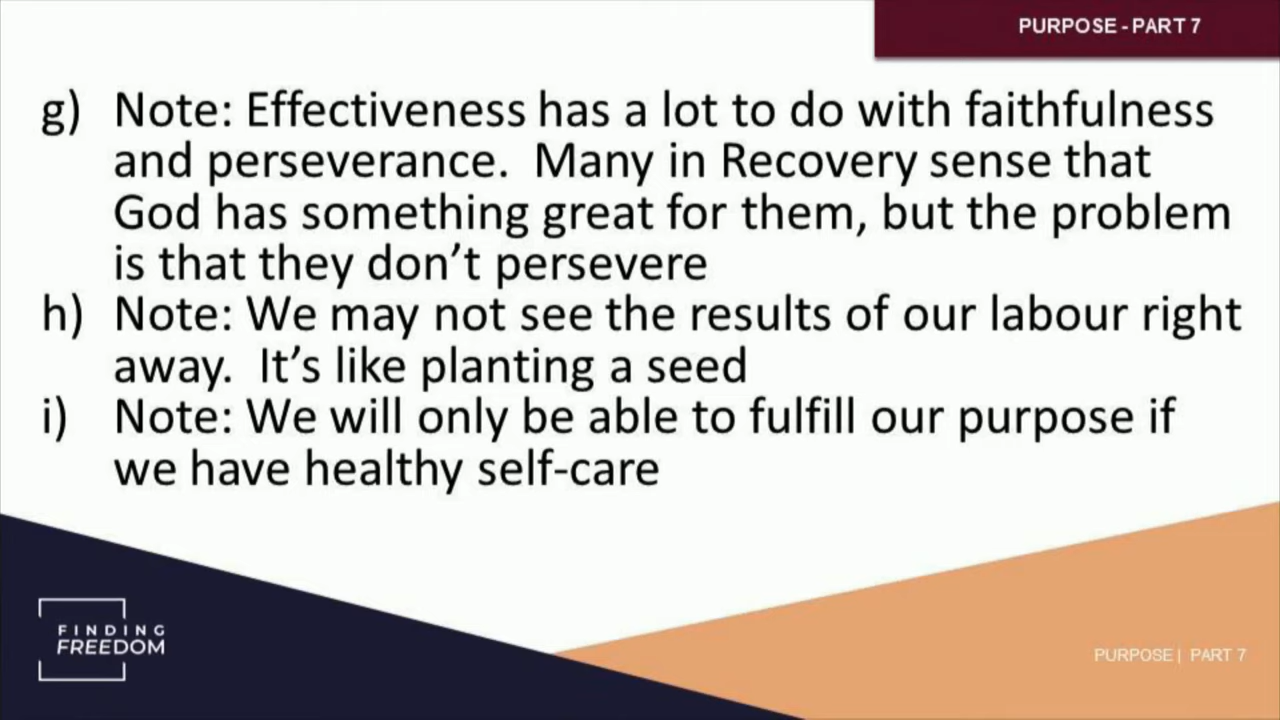 PURPOSE - PART 7
g) Note: Effectiveness has a lot to do with faithfulness
and perseverance.  Many in Recovery sense that
God has something great for them, but the problem
is that they don’t persevere
h) Note: We may not see the results of our labour right
away.  It’s like planting a seed
i) Note: We will only be able to fulfill our purpose if
we have healthy self-care
FINDING
FREEDOM
PURPOSE | PART 7